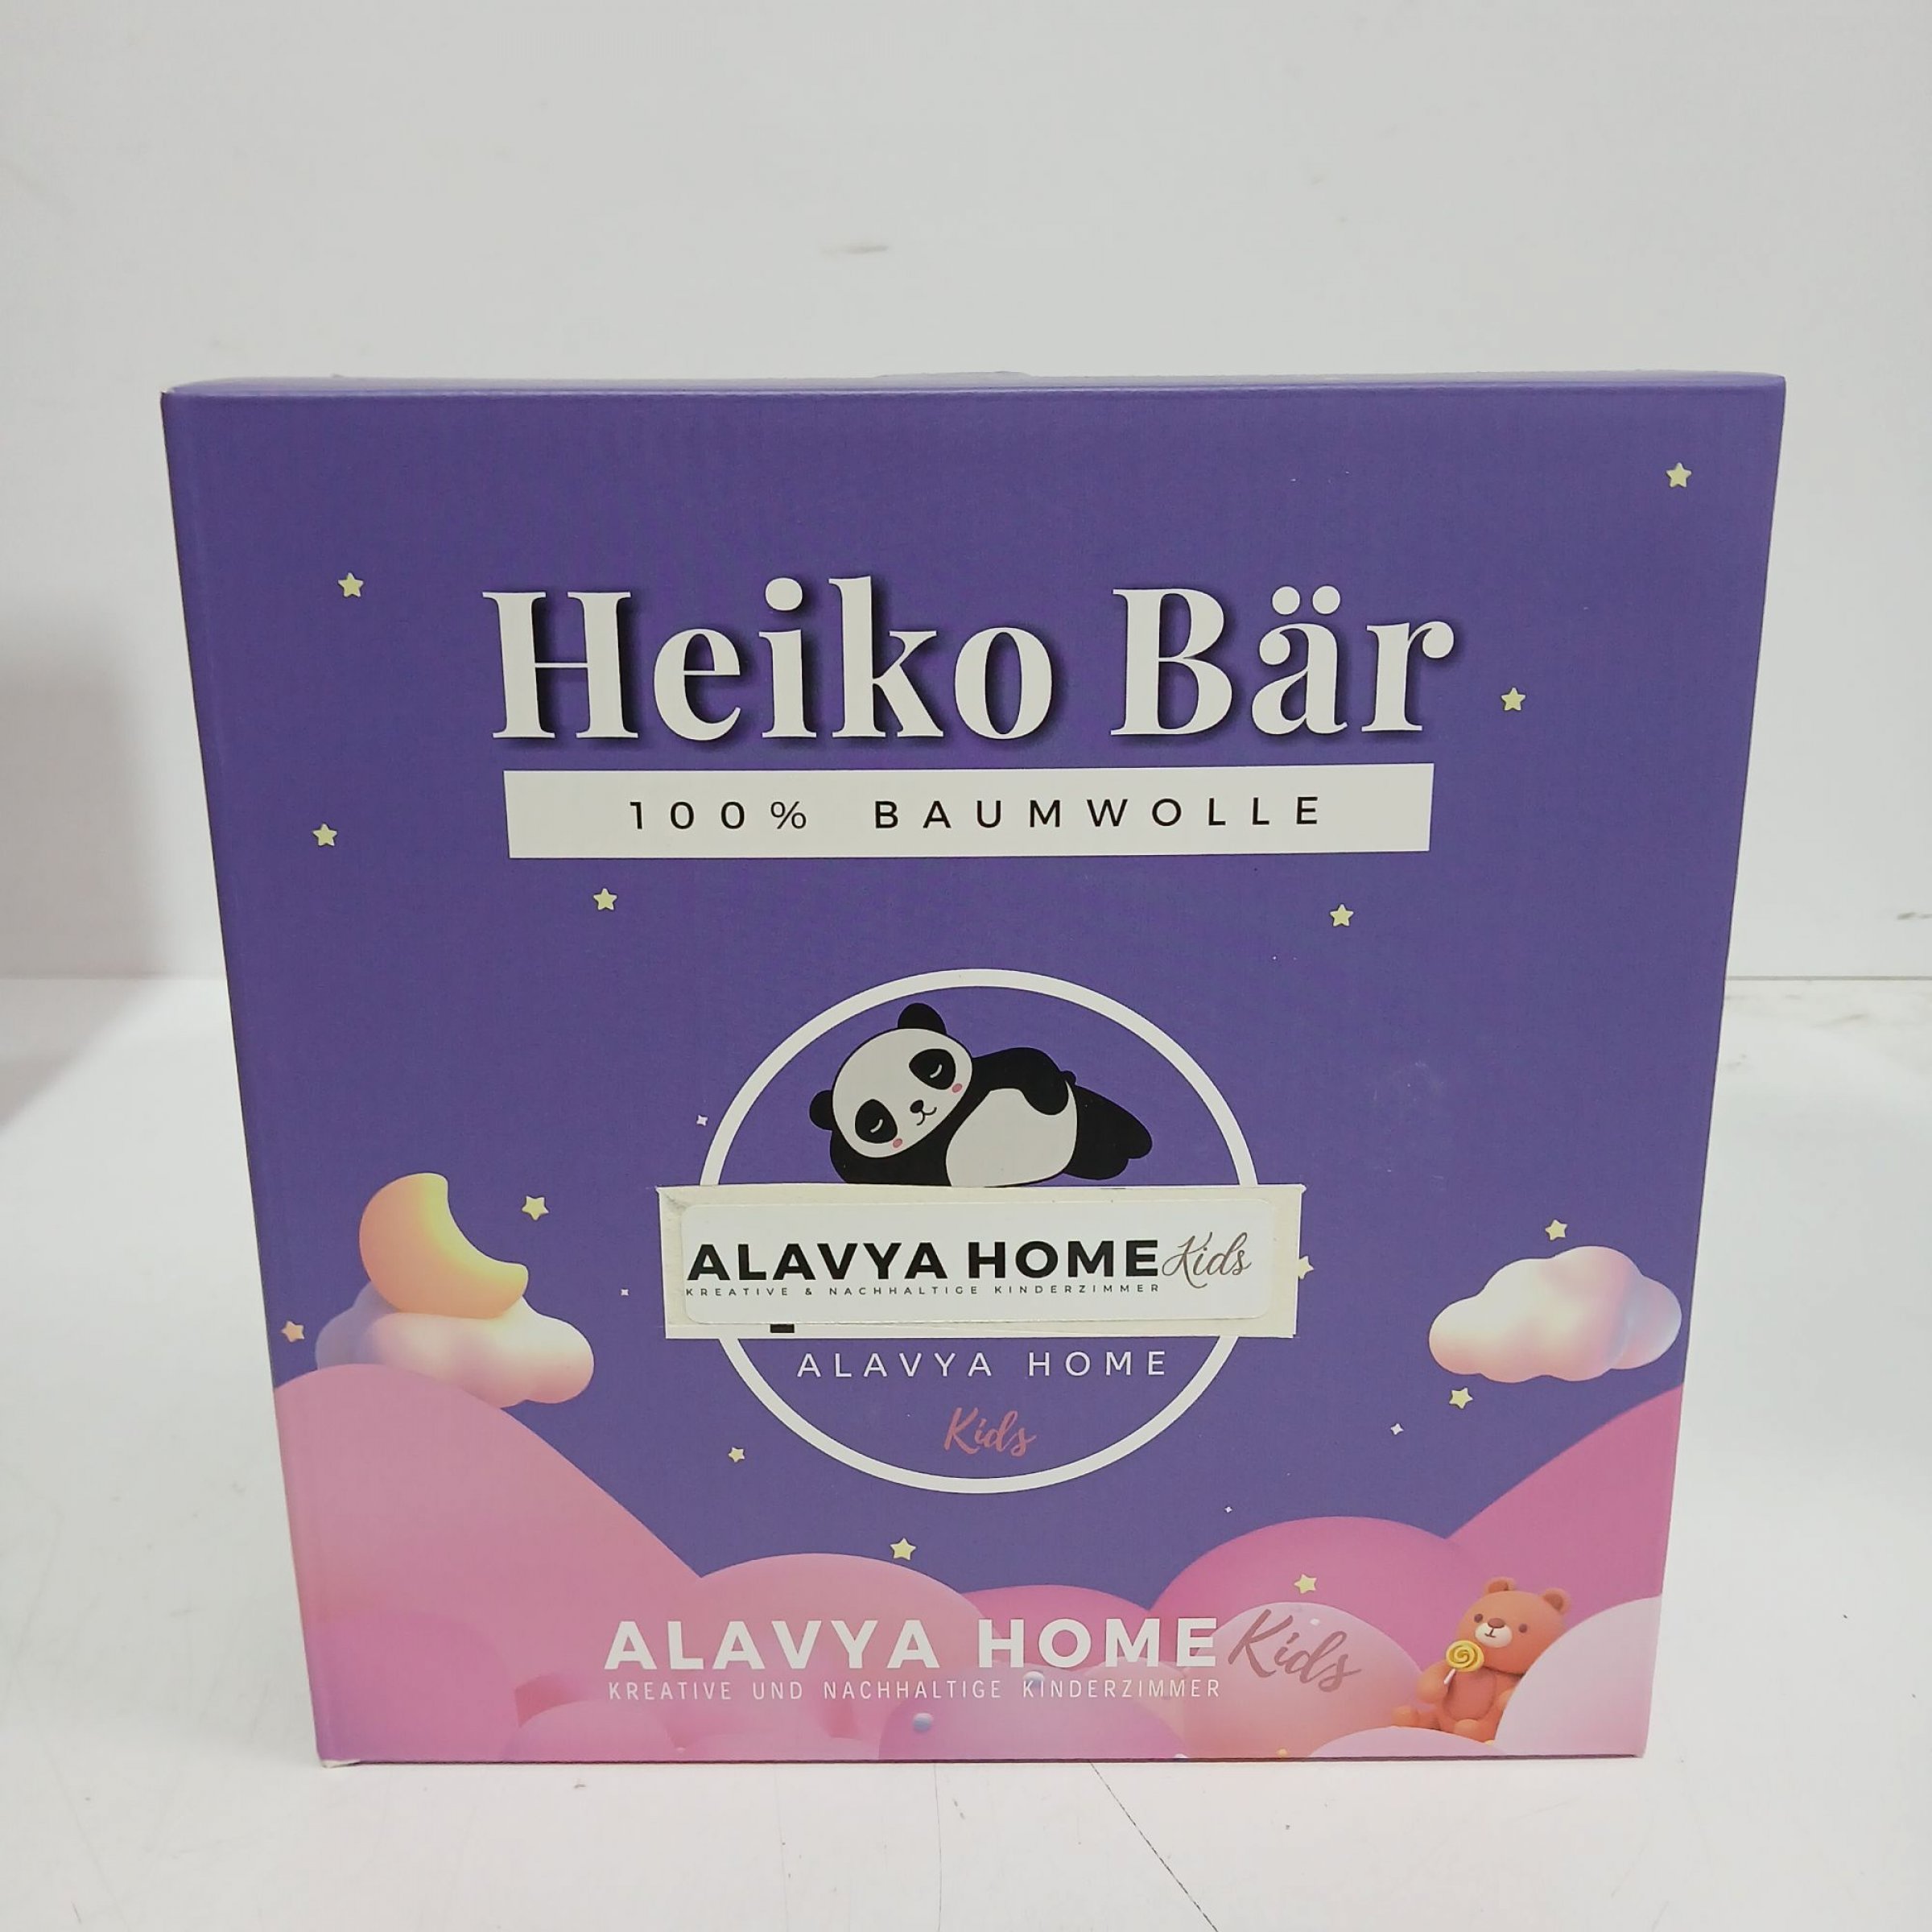 Heiko Bär
100% BAUMWOLLE
ALAVYA HOME Kids
KREATIVE & NACHHALTIGE KINDERZIMMER
ALAVYA HOME
Kids
ALAVYA HOME Kids
KREATIVE UND NACHHALTIGE KINDERZIMMER